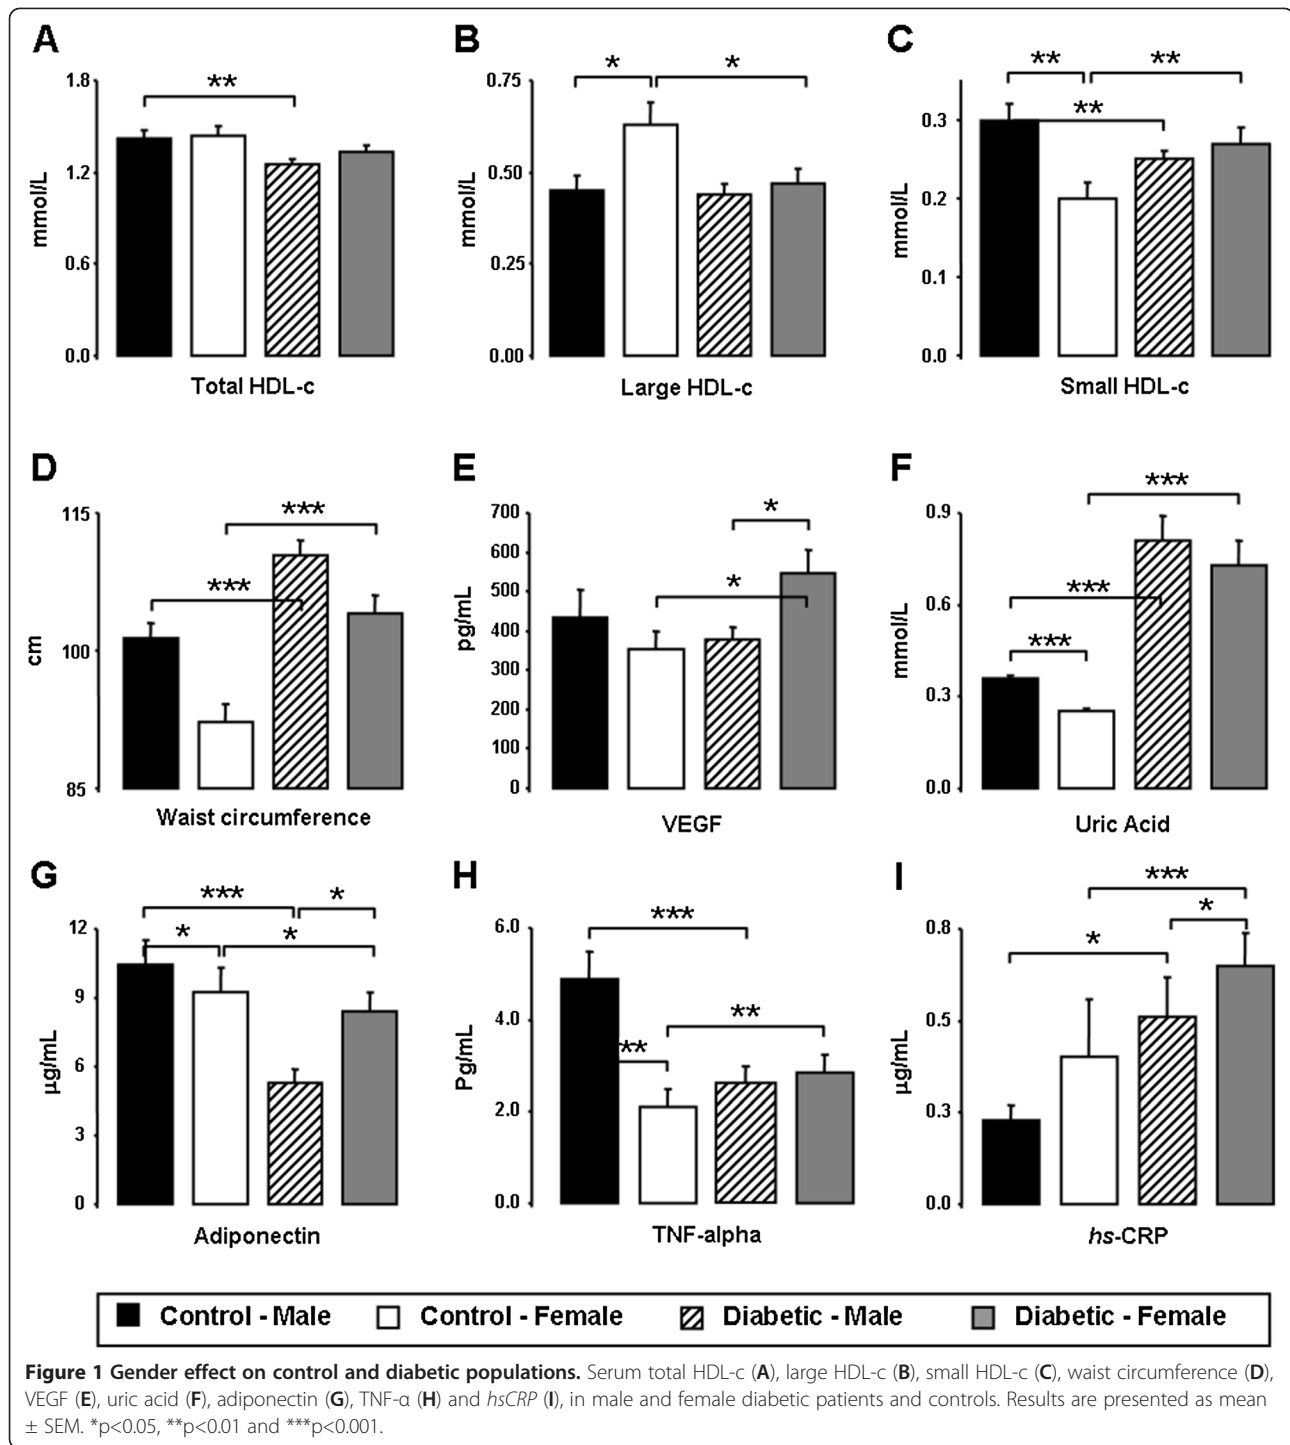 A
B
C
1.8
1.2
0.6
0.0
mmol/L
**
Total HDL-c
0.75
0.50
0.25
0.00
mmol/L
*
*
Large HDL-c
0.3
0.2
0.1
0.0
mmol/L
**
**
**
Small HDL-c
D
E
F
115
100
85
cm
***
***
Waist circumference
700
600
500
400
300
200
100
0
pg/mL
*
*
VEGF
0.9
0.6
0.3
0.0
mmol/L
***
***
***
Uric Acid
G
H
I
12
9
6
3
0
µg/mL
***
*
*
*
Adiponectin
6.0
4.0
2.0
0.0
Pg/mL
***
**
**
TNF-alpha
0.8
0.5
0.3
0.0
µg/mL
***
*
*
hs-CRP
Control - Male
Control - Female
Diabetic - Male
Diabetic - Female
Figure 1 Gender effect on control and diabetic populations. Serum total HDL-c (A), large HDL-c (B), small HDL-c (C), waist circumference (D),
VEGF (E), uric acid (F), adiponectin (G), TNF-α (H) and hsCRP (I), in male and female diabetic patients and controls. Results are presented as mean
± SEM. *p<0.05, **p<0.01 and ***p<0.001.